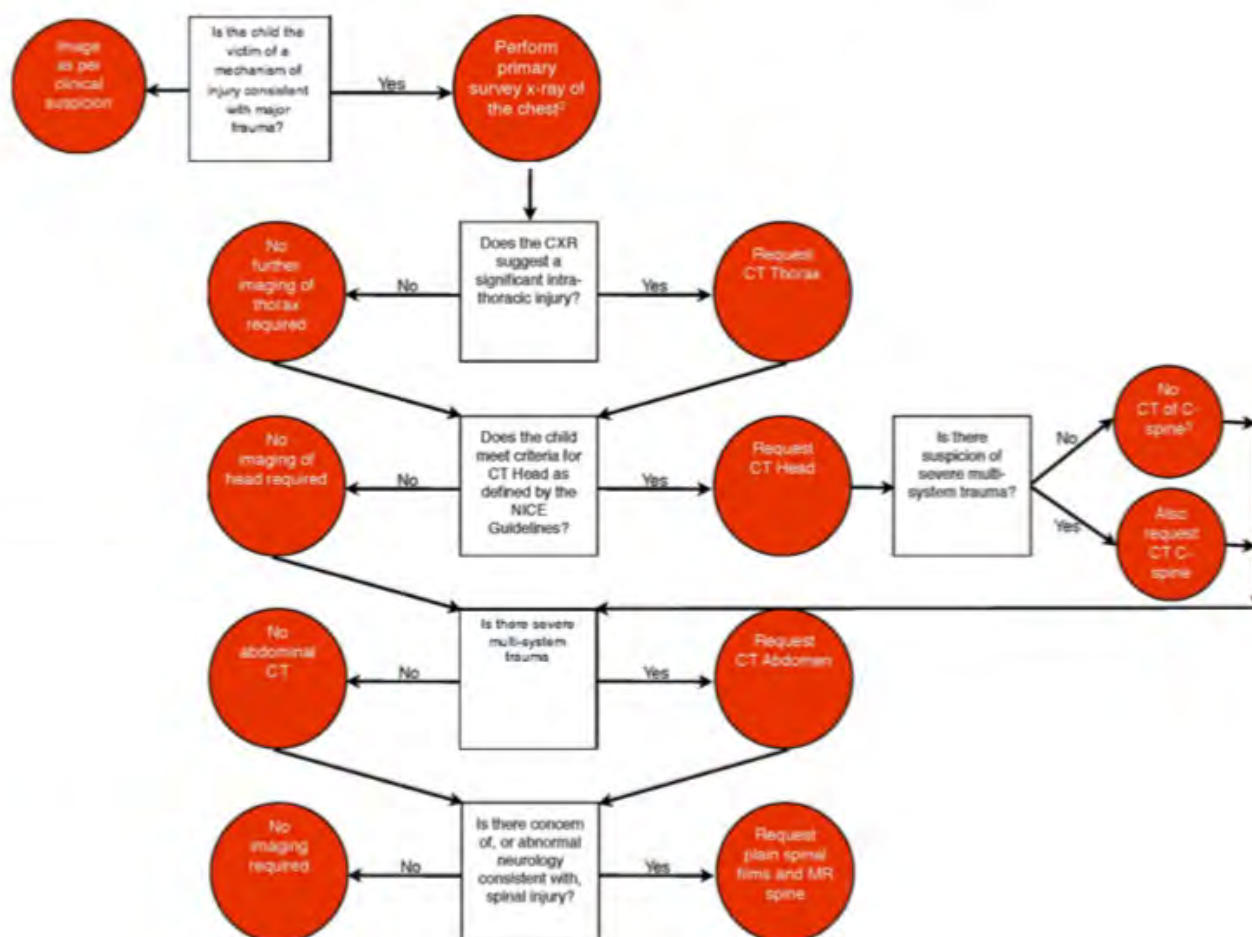 Image
as per
clinical
suspicion
Is the child the
victim of a
mechanism of
injury consistent
with major
trauma?
Yes
Perform
primary
survey x-ray of
the chest²
No
further
imaging of
thorax
required
No
Does the CXR
suggest a
significant intra-
thoracic injury?
Yes
Request
CT Thorax
No
imaging of
head required
No
Does the child
meet criteria for
CT Head as
defined by the
NICE
Guidelines?
Yes
Request
CT Head
Is there
suspicion of
severe multi-
system trauma?
No
No
CT of C-
spine
Yes
Also
request
CT C-
spine
No
abdominal
CT
No
Is there severe
multi-system
trauma
Yes
Request
CT Abdomen
No
imaging
required
No
Is there concern
of, or abnormal
neurology
consistent with,
spinal injury?
Yes
Request
plain spinal
films and MR
spine